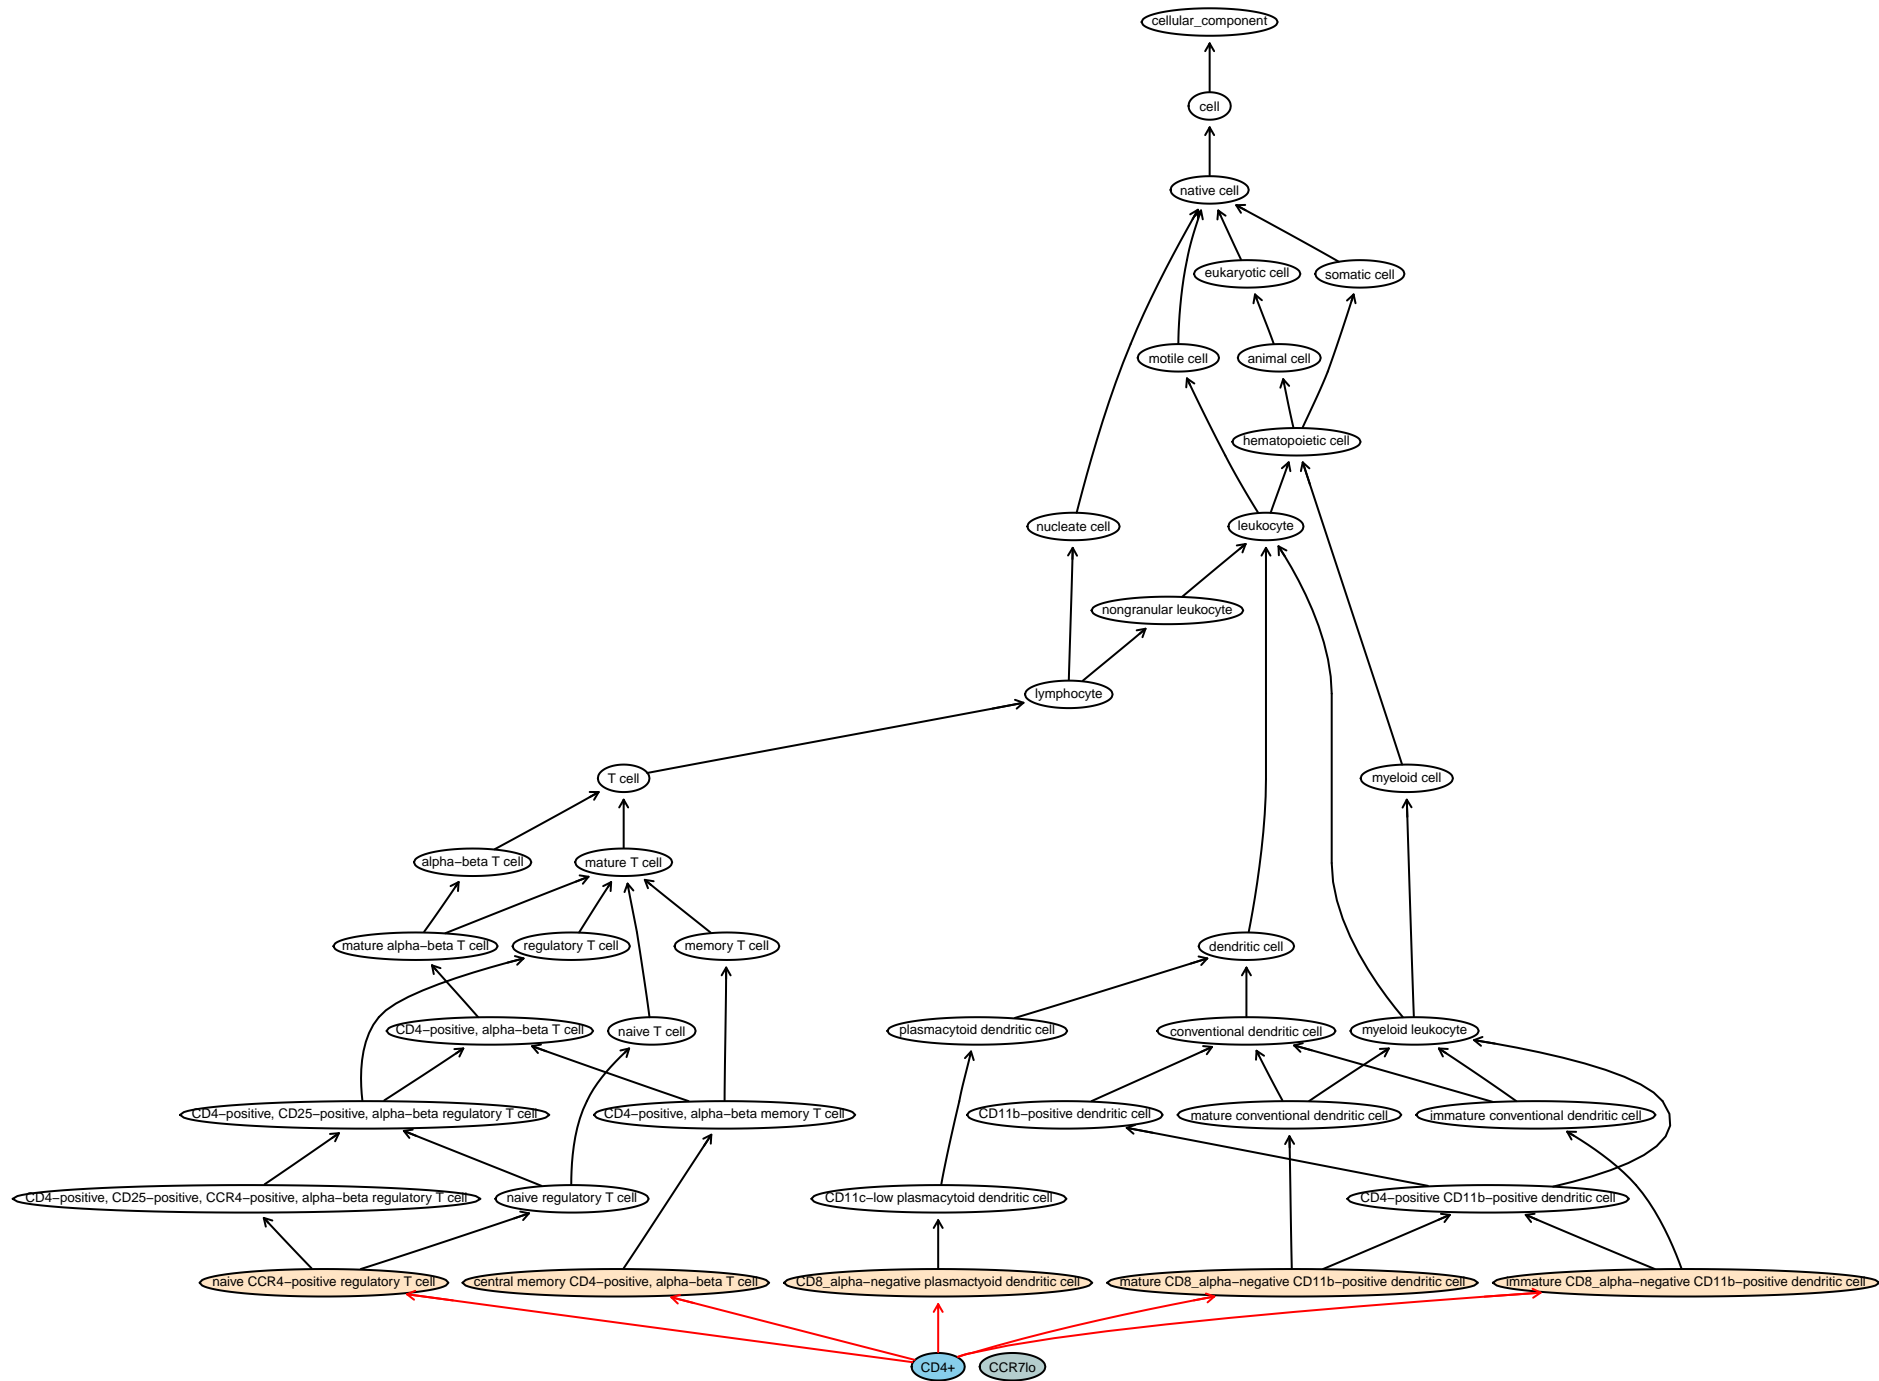 cellular_component
cell
native cell
eukaryotic cell
somatic cell
motile cell
animal cell
hematopoietic cell
nucleate cell
leukocyte
nongranular leukocyte
lymphocyte
T cell
myeloid cell
alpha−beta T cell
mature T cell
mature alpha−beta T cell
regulatory T cell
memory T cell
dendritic cell
CD4−positive, alpha−beta T cell
naive T cell
plasmacytoid dendritic cell
conventional dendritic cell
myeloid leukocyte
CD4−positive, CD25−positive, alpha−beta regulatory T cell
CD4−positive, alpha−beta memory T cell
CD11b−positive dendritic cell
mature conventional dendritic cell
immature conventional dendritic cell
CD4−positive, CD25−positive, CCR4−positive, alpha−beta regulatory T cell
naive regulatory T cell
CD11c−low plasmacytoid dendritic cell
CD4−positive CD11b−positive dendritic cell
naive CCR4−positive regulatory T cell
central memory CD4−positive, alpha−beta T cell
CD8_alpha−negative plasmactyoid dendritic cell
mature CD8_alpha−negative CD11b−positive dendritic cell
immature CD8_alpha−negative CD11b−positive dendritic cell
CD4+
CCR7lo